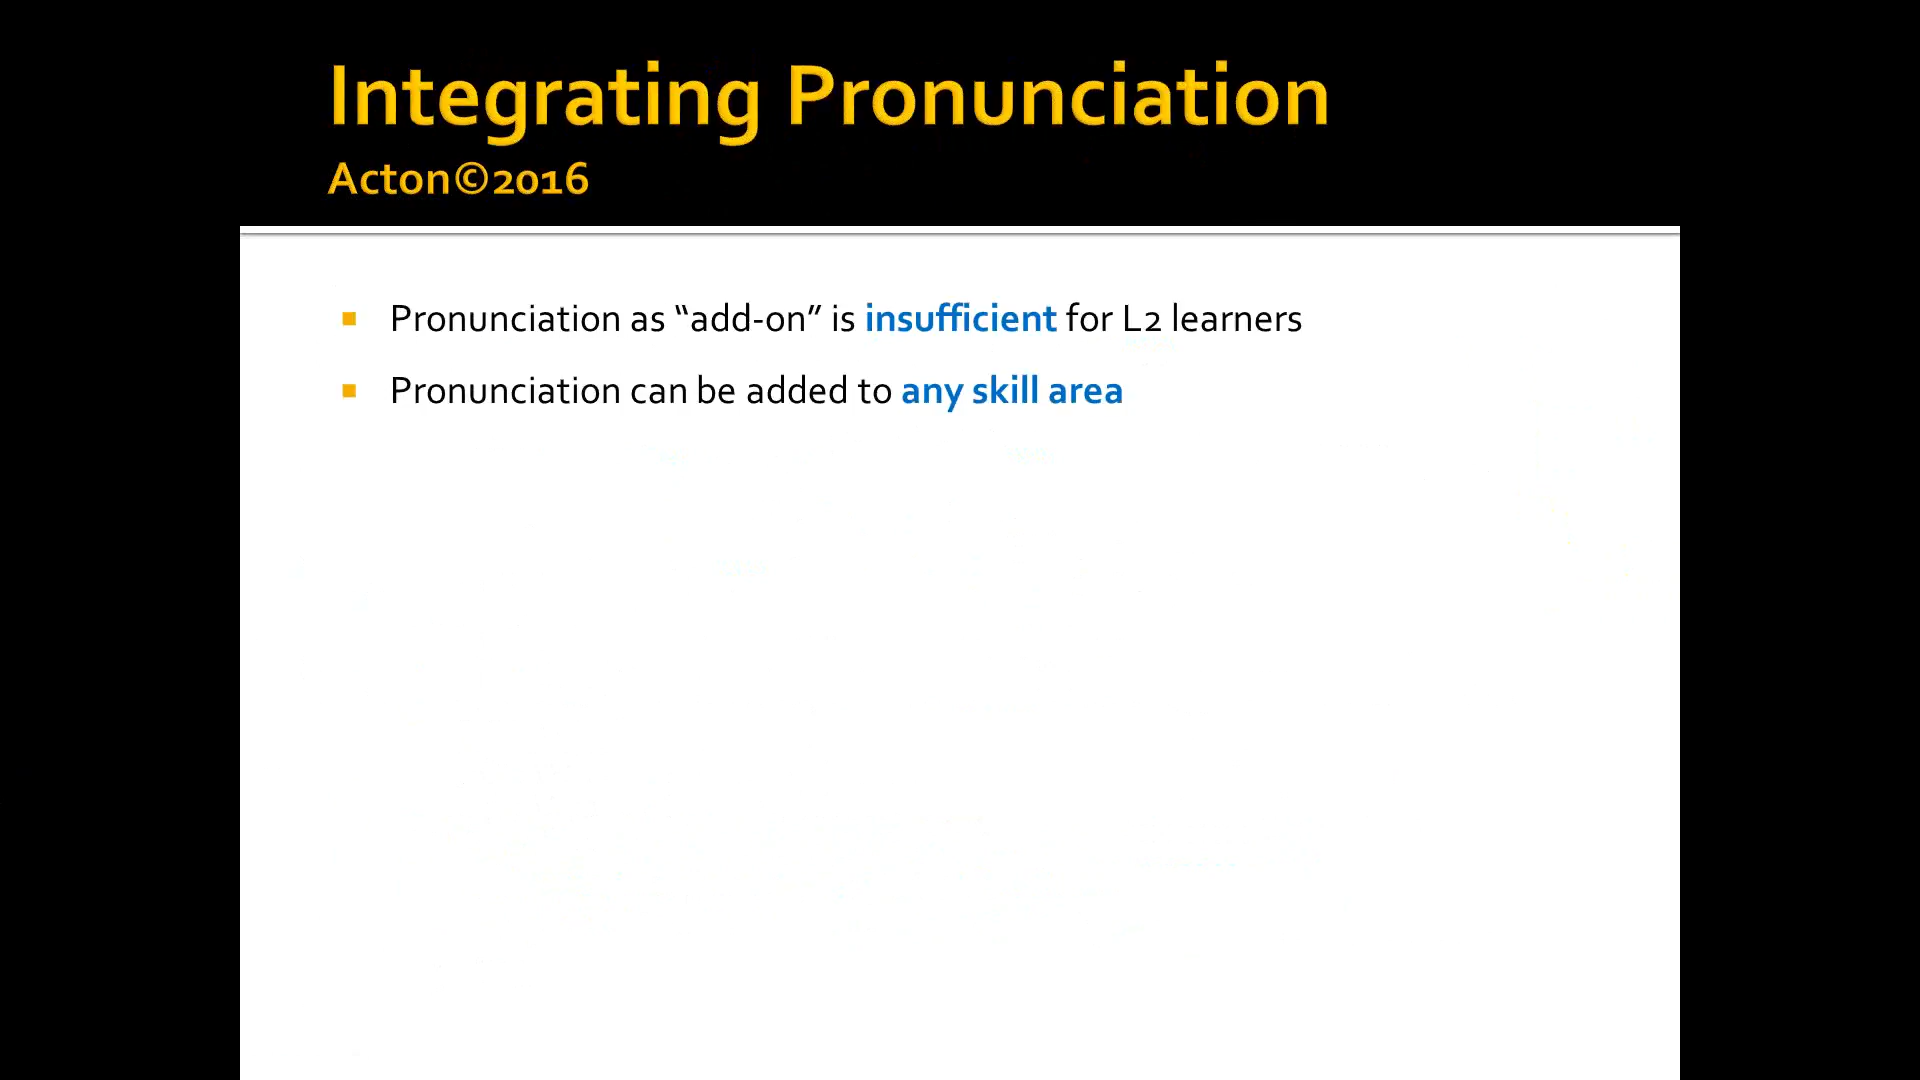 Integrating Pronunciation
Acton©2016
Pronunciation as “add-on” is insufficient for L2 learners
Pronunciation can be added to any skill area